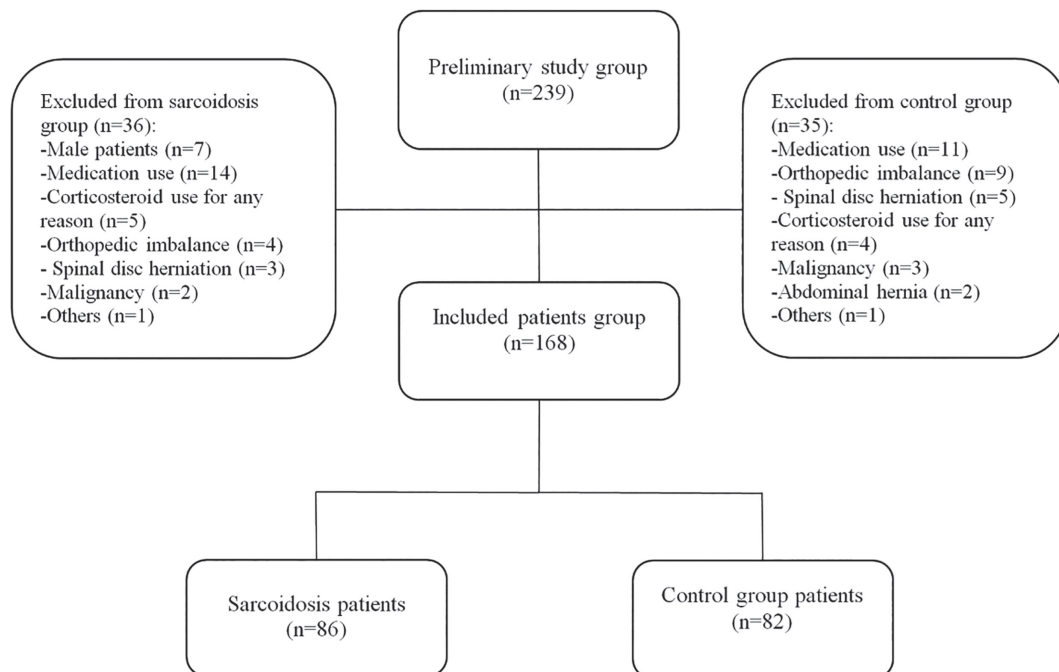 Preliminary study group
(n=239)
Excluded from sarcoidosis
group (n=36):
-Male patients (n=7)
-Medication use (n=14)
-Corticosteroid use for any
reason (n=5)
-Orthopedic imbalance (n=4)
- Spinal disc herniation (n=3)
-Malignancy (n=2)
-Others (n=1)
Excluded from control group
(n=35):
-Medication use (n=11)
-Orthopedic imbalance (n=9)
- Spinal disc herniation (n=5)
-Corticosteroid use for any
reason (n=4)
-Malignancy (n=3)
-Abdominal hernia (n=2)
-Others (n=1)
Included patients group
(n=168)
Sarcoidosis patients
(n=86)
Control group patients
(n=82)